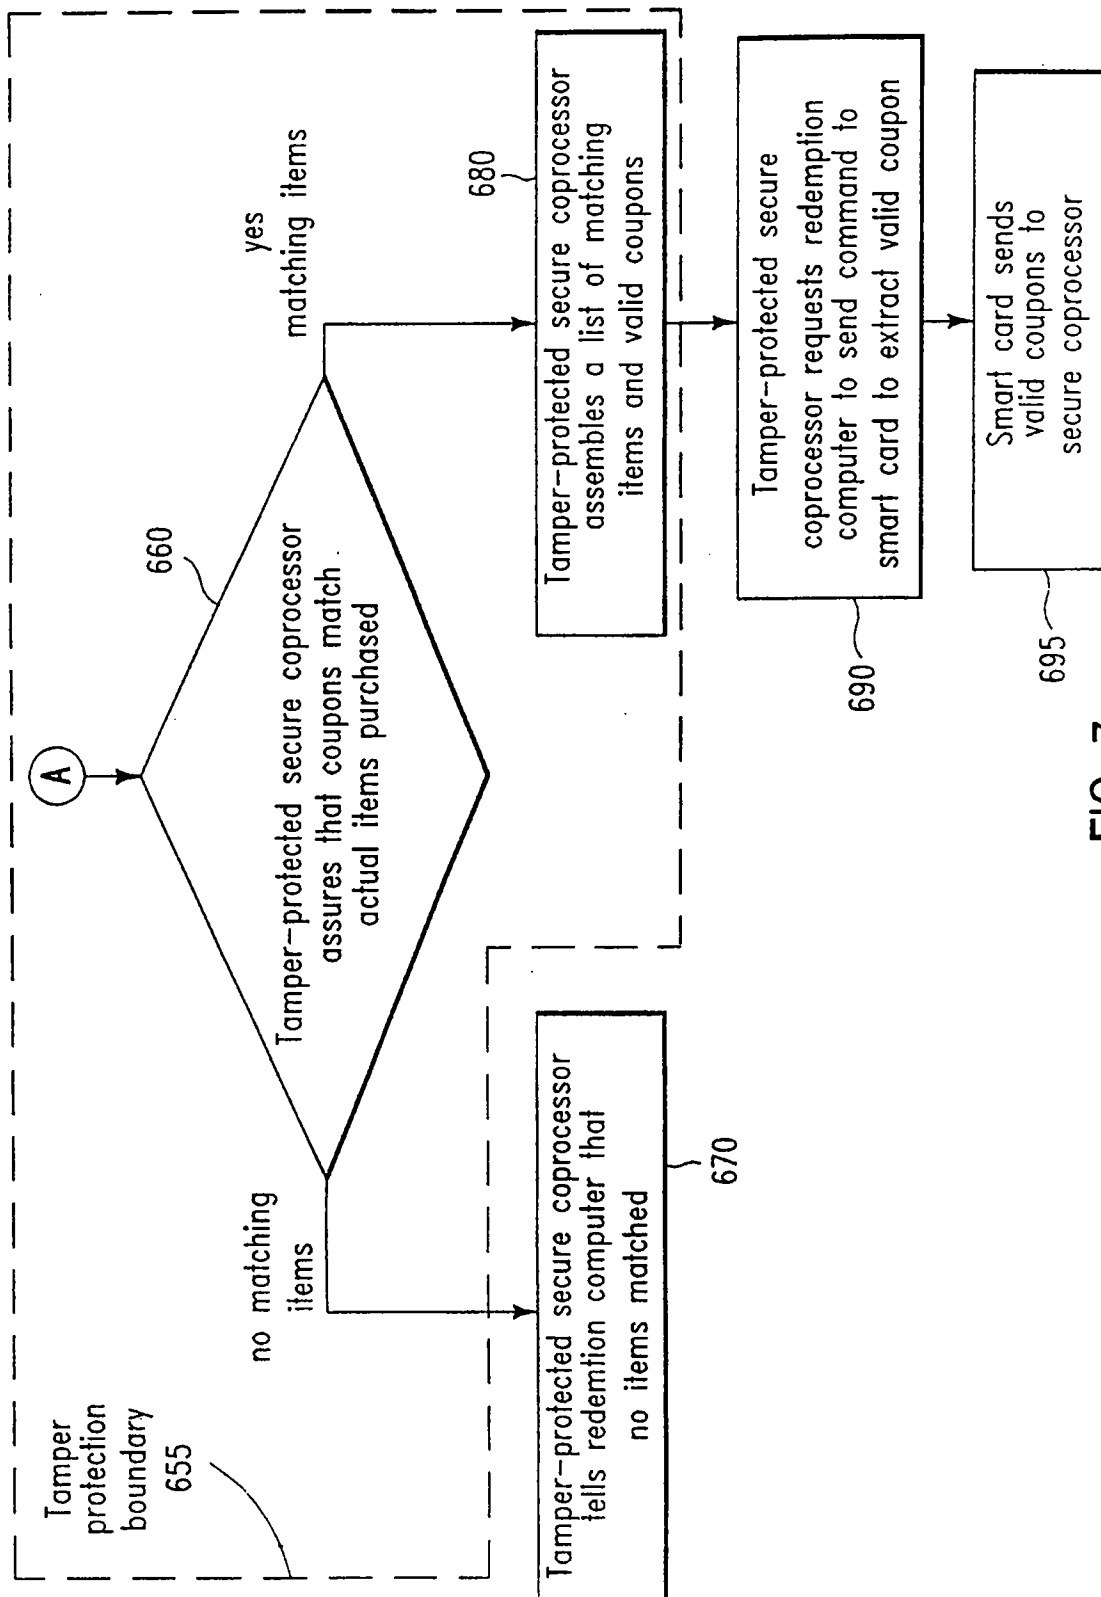 A
Tamper
protection
boundary
655
660
Tamper-protected secure coprocessor
assures that coupons match
actual items purchased
no matching
items
yes
matching items
Tamper-protected secure coprocessor
tells redemtion computer that
no items matched
670
680
Tamper-protected secure coprocessor
assembles a list of matching
items and valid coupons
Tamper-protected secure
coprocessor requests redemption
computer to send command to
smart card to extract valid coupon
690
Smart card sends
valid coupons to
secure coprocessor
695
FIG. 7